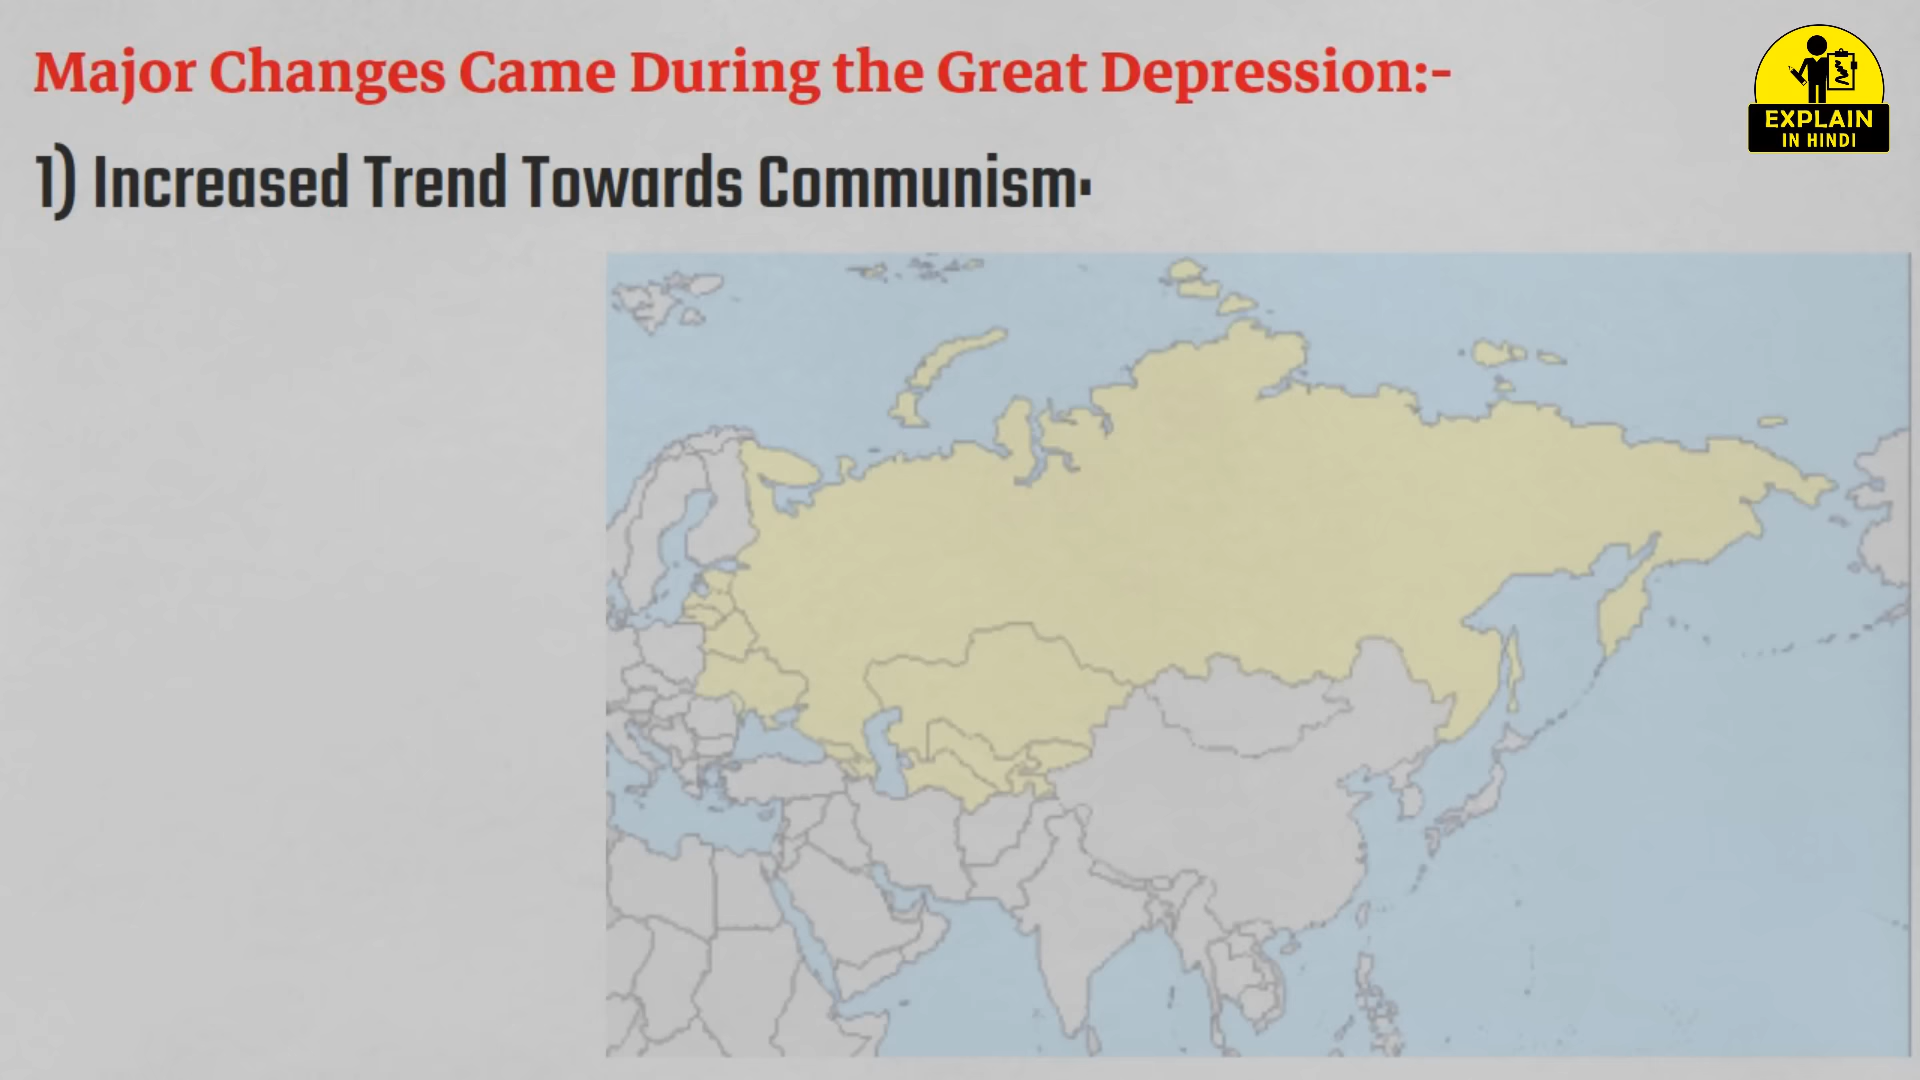 Major Changes Came During the Great Depression:-
EXPLAIN
IN HINDI
1) Increased Trend Towards Communism.